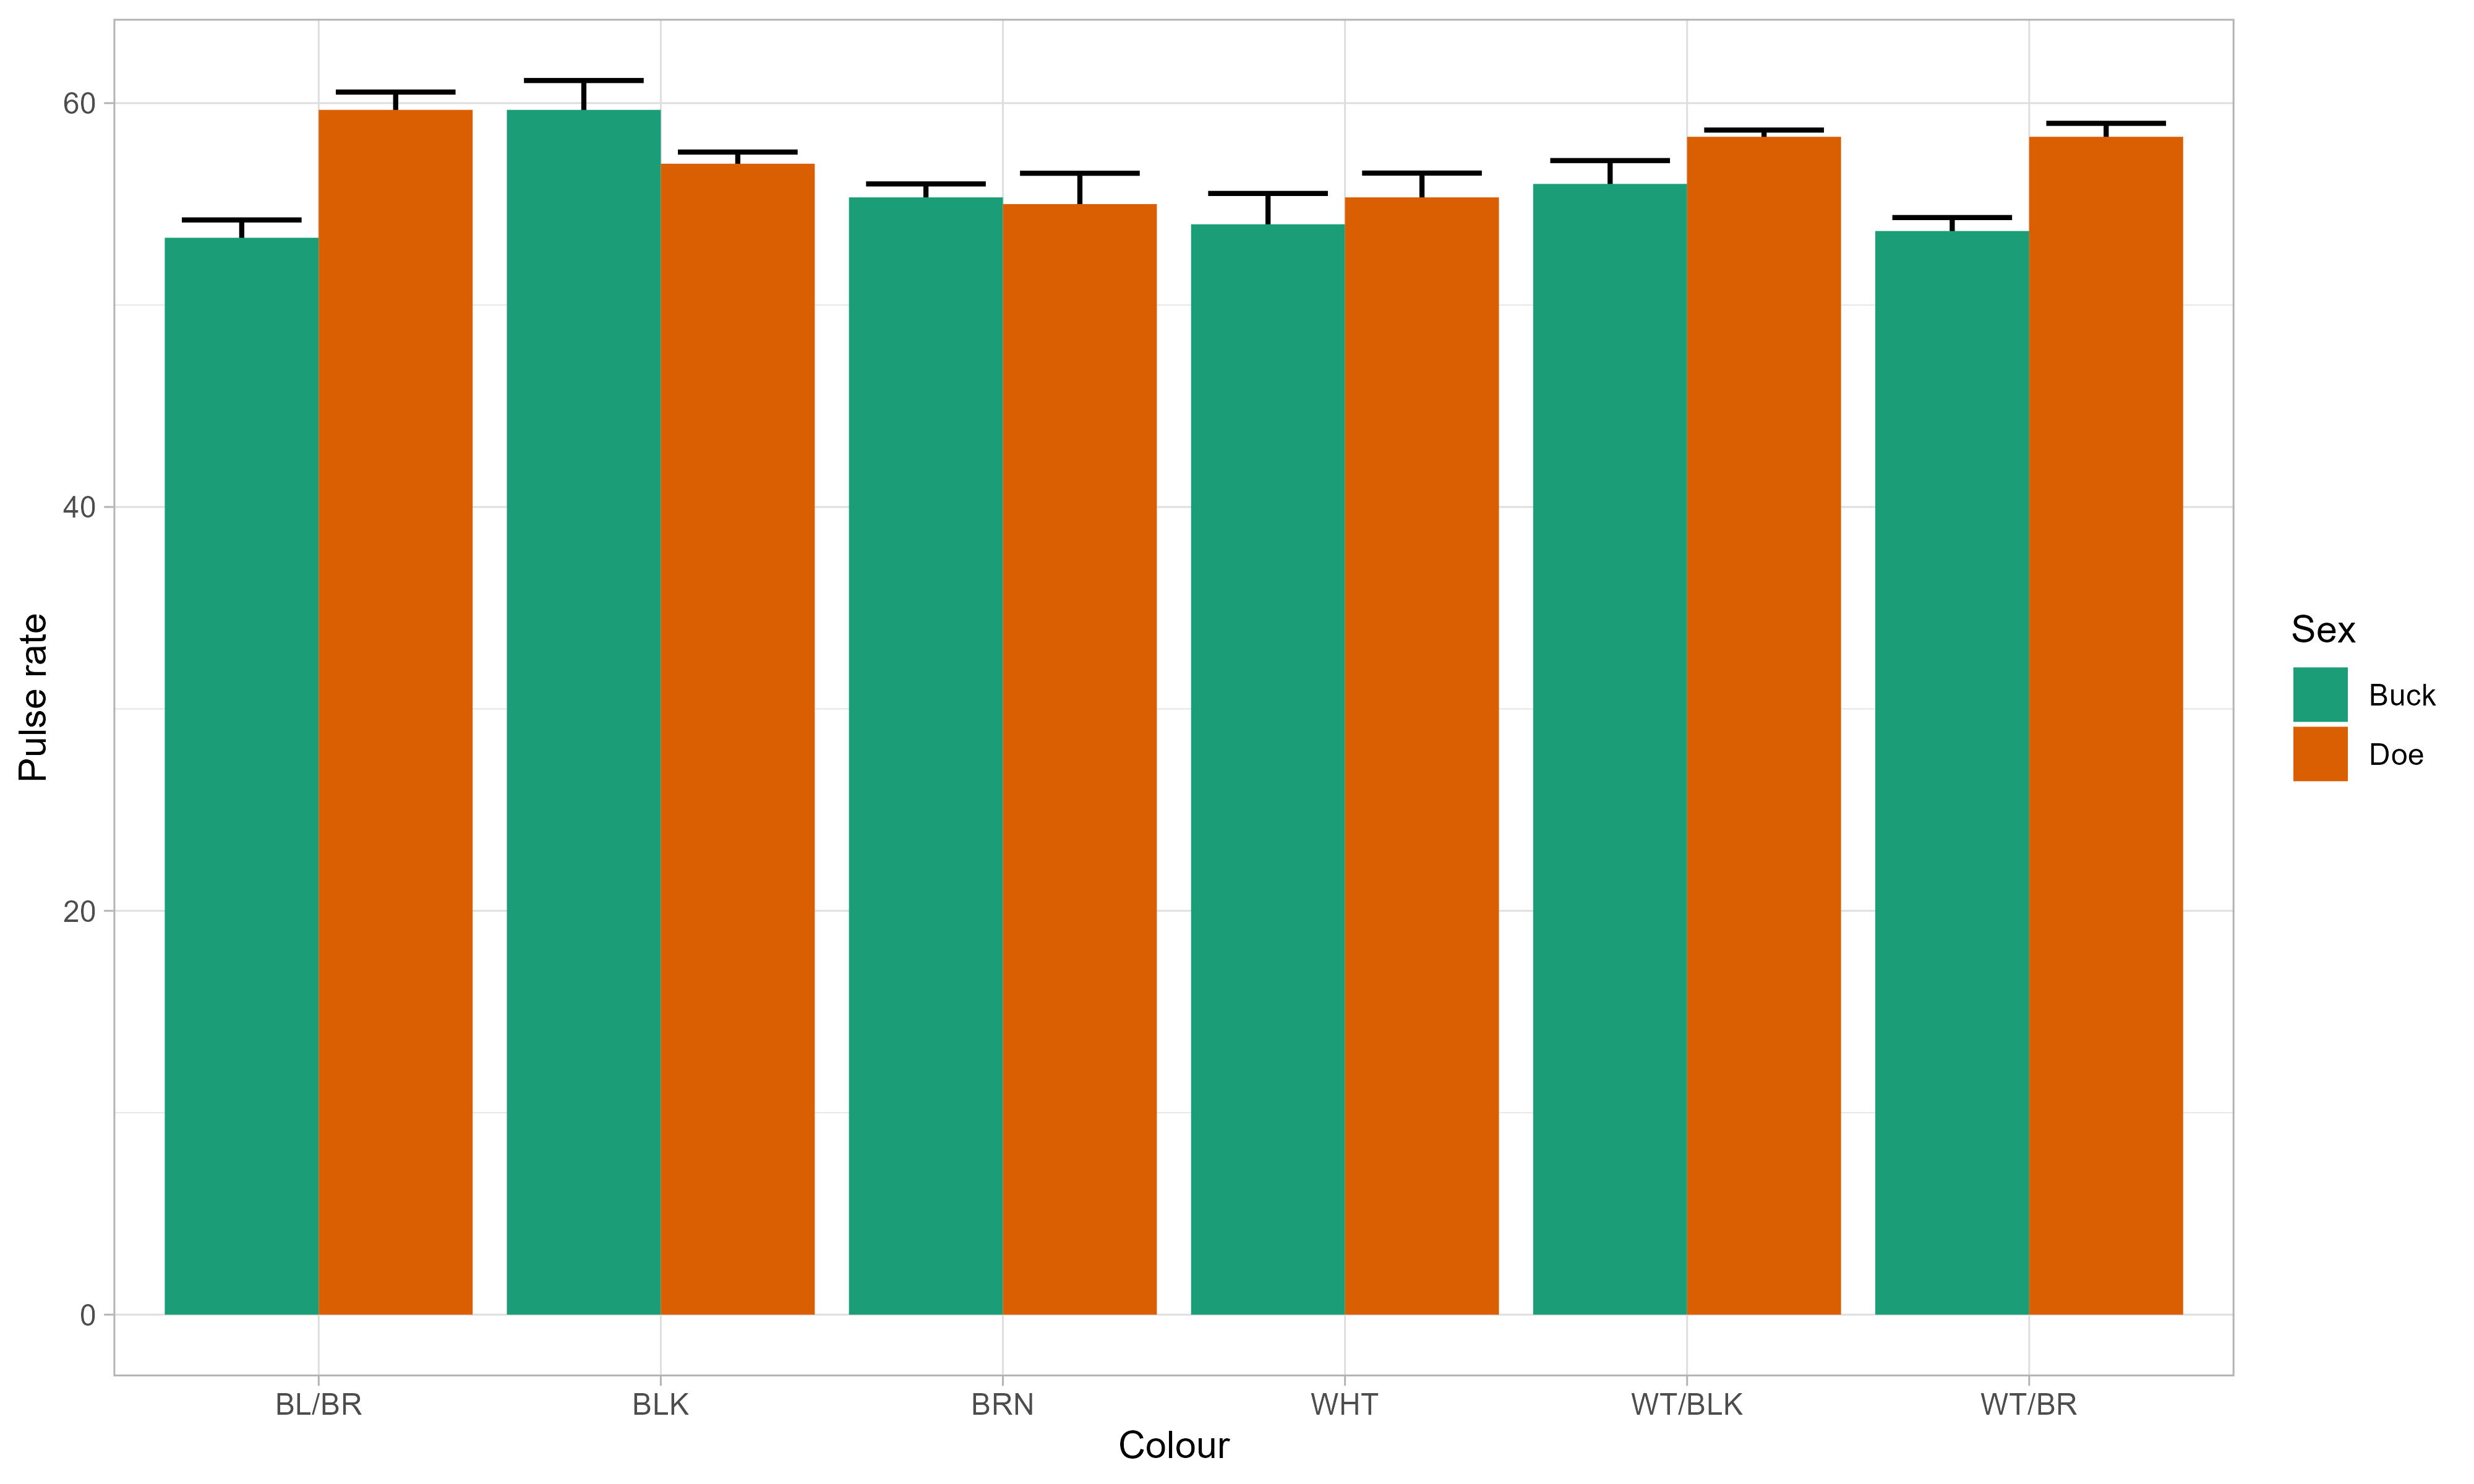 60
40
20
0
Pulse rate
BL/BR
BLK
BRN
WHT
WT/BLK
WT/BR
Colour
Sex
Buck
Doe